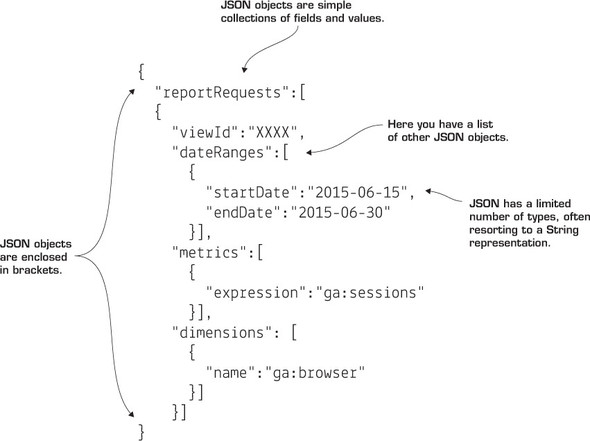 JSON objects are simple
collections of fields and values.
{
"reportRequests":[
{
"viewId":"XXXX",
"dateRanges":[
{
"startDate":"2015-06-15",
"endDate":"2015-06-30"
}],
"metrics":[
{
"expression":"ga:sessions"
}],
"dimensions": [
{
"name":"ga:browser"
}]
}]
}
Here you have a list
of other JSON objects.
JSON has a limited
number of types, often
resorting to a String
representation.
JSON objects
are enclosed
in brackets.